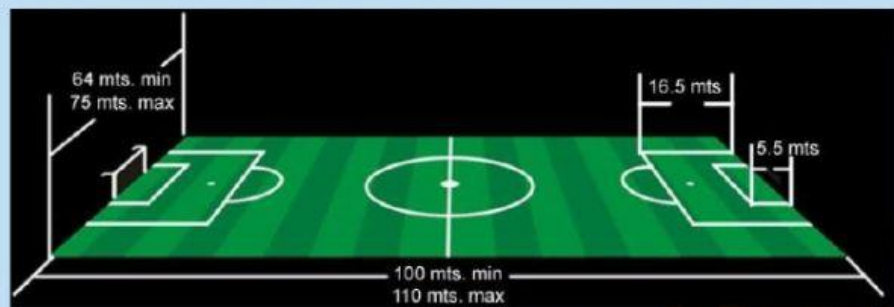 64 mts. min
75 mts. max
16.5 mts
5.5 mts
100 mts. min
110 mts. max